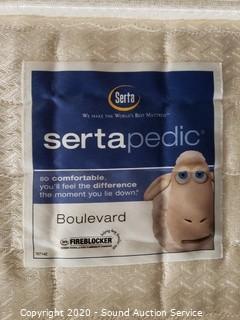 Serta
WE MAKE THE WORLD'S BEST MATTRESS™
sertapedic®
so comfortable,
you'll feel the difference
the moment you lie down.®
Boulevard
FIREBLOCKER
Copyright 2020 - Sound Auction Service